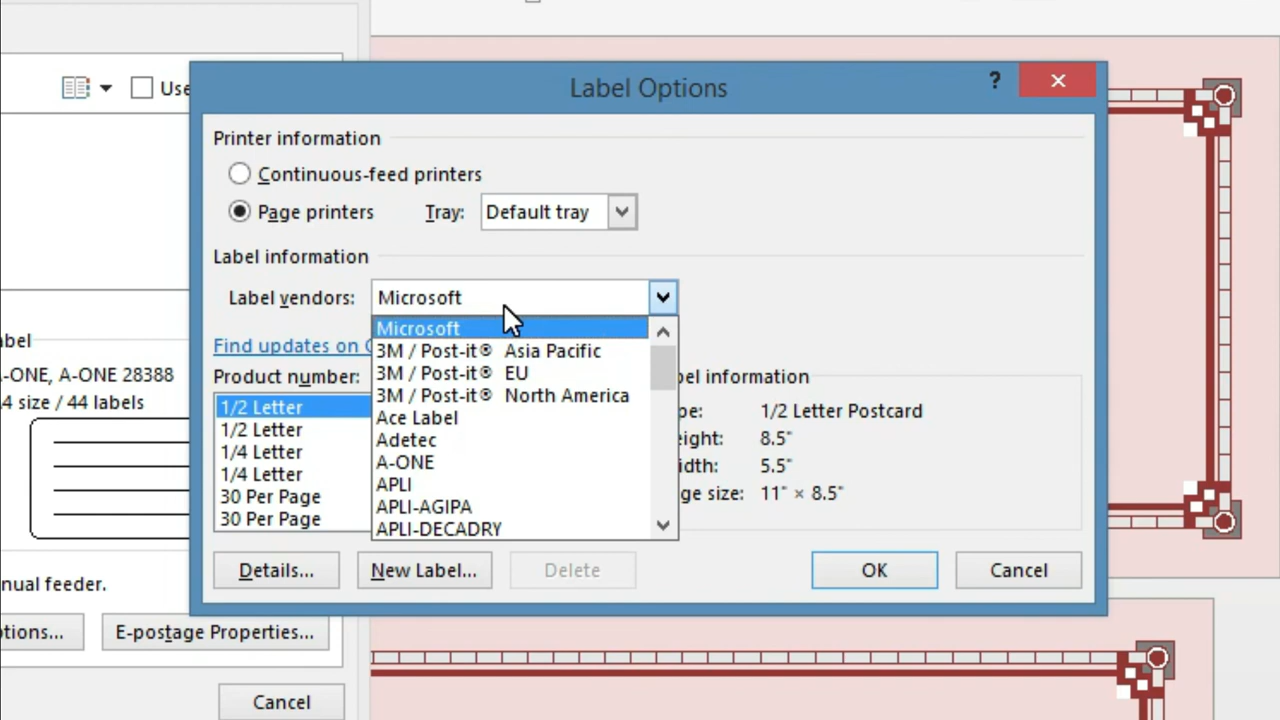 Use
Label Options
?
Printer information
Continuous-feed printers
Page printers
Tray:
Default tray
Label information
Label vendors:
Microsoft
Microsoft
3M / Post-it® Asia Pacific
3M / Post-it® EU
3M / Post-it® North America
Ace Label
Adetec
A-ONE
APLI
APLI-AGIPA
APLI-DECADRY
Find updates on
Product number:
1/2 Letter
1/2 Letter
1/4 Letter
1/4 Letter
30 Per Page
30 Per Page
bel information
pe:
1/2 Letter Postcard
eight:
8.5"
idth:
5.5"
ge size:
11" × 8.5"
Details...
New Label...
Delete
OK
Cancel
bel
A-ONE, A-ONE 28388
4 size / 44 labels
nual feeder.
tions...
E-postage Properties...
Cancel